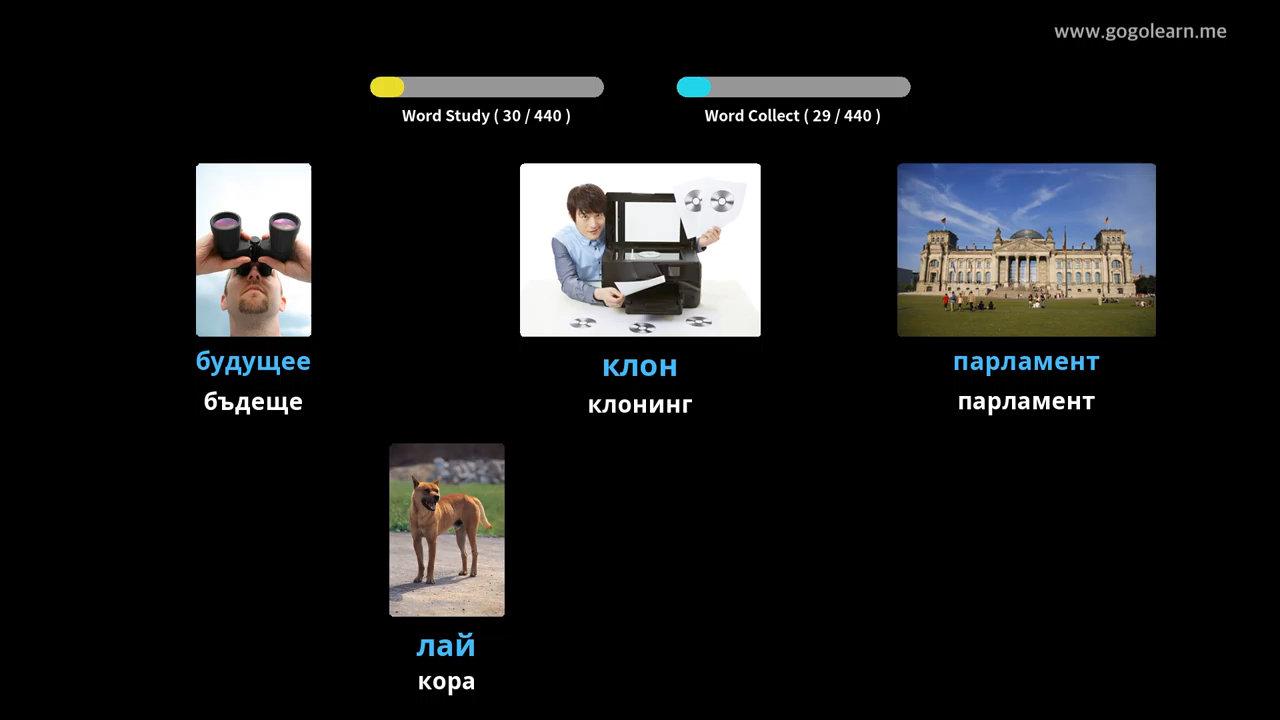 www.gogolearn.me
Word Study ( 30 / 440 )
Word Collect ( 29 / 440 )
будущее
бъдеще
клон
клонинг
парламент
парламент
лай
кора